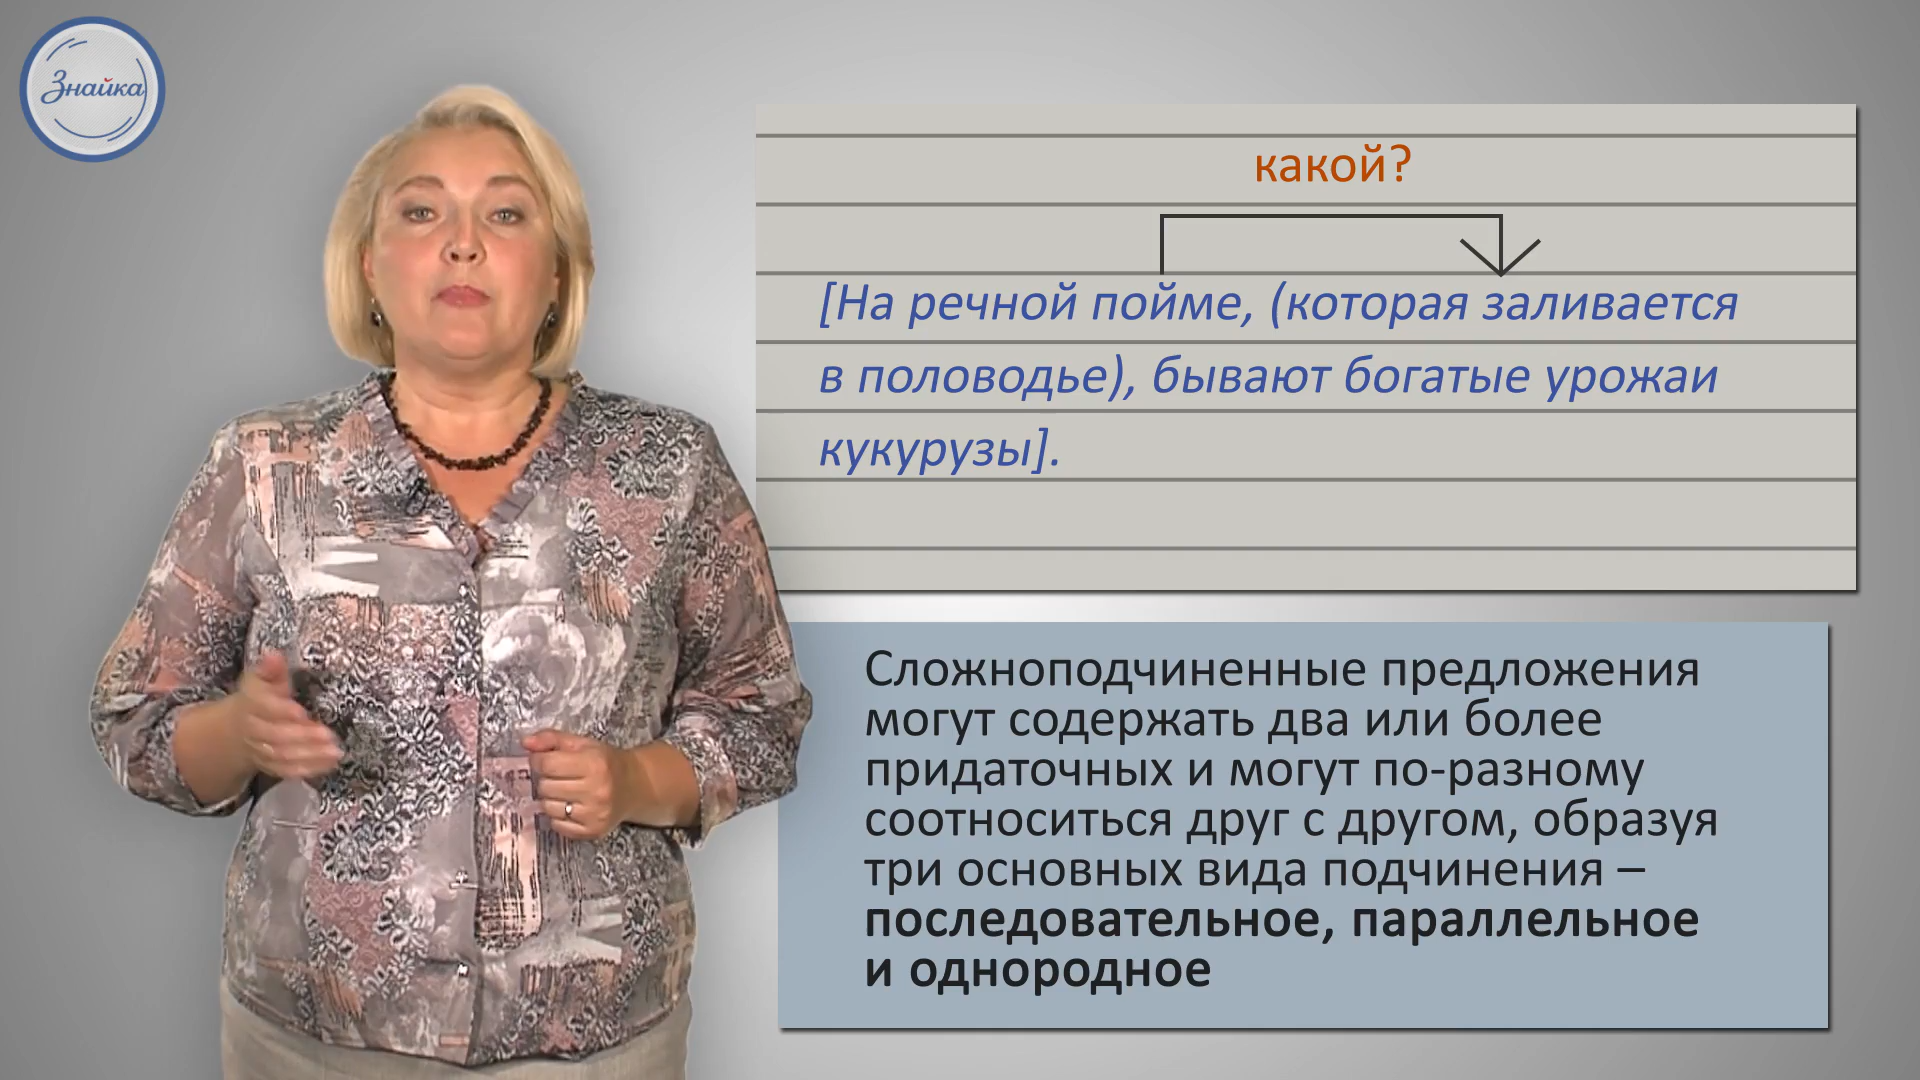 Знайка
какой?
[На речной пойме, (которая заливается
в половодье), бывают богатые урожаи
кукурузы].
Сложноподчиненные предложения
могут содержать два или более
придаточных и могут по-разному
соотноситься друг с другом, образуя
три основных вида подчинения –
последовательное, параллельное
и однородное